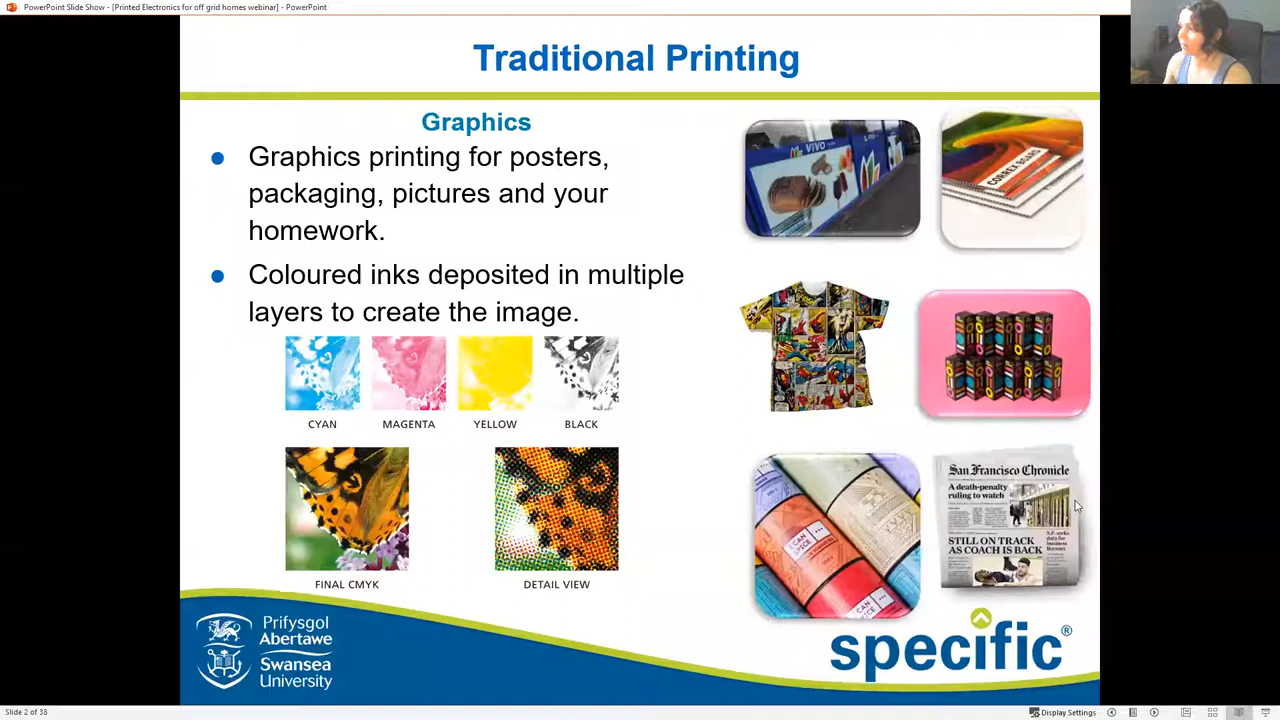 PowerPoint Slide Show - [Printed Electronics for off grid homes webinar] - PowerPoint
Traditional Printing
Graphics
● Graphics printing for posters,
packaging, pictures and your
homework.
● Coloured inks deposited in multiple
layers to create the image.
CYAN MAGENTA YELLOW BLACK
FINAL CMYK DETAIL VIEW
VIVO
CORREX BOARD
San Francisco Chronicle
A death-penalty
ruling to watch
STILL ON TRACK
AS COACH IS BACK
Prifysgol
Abertawe
Swansea
University
specific®
Slide 2 of 38
Display Settings